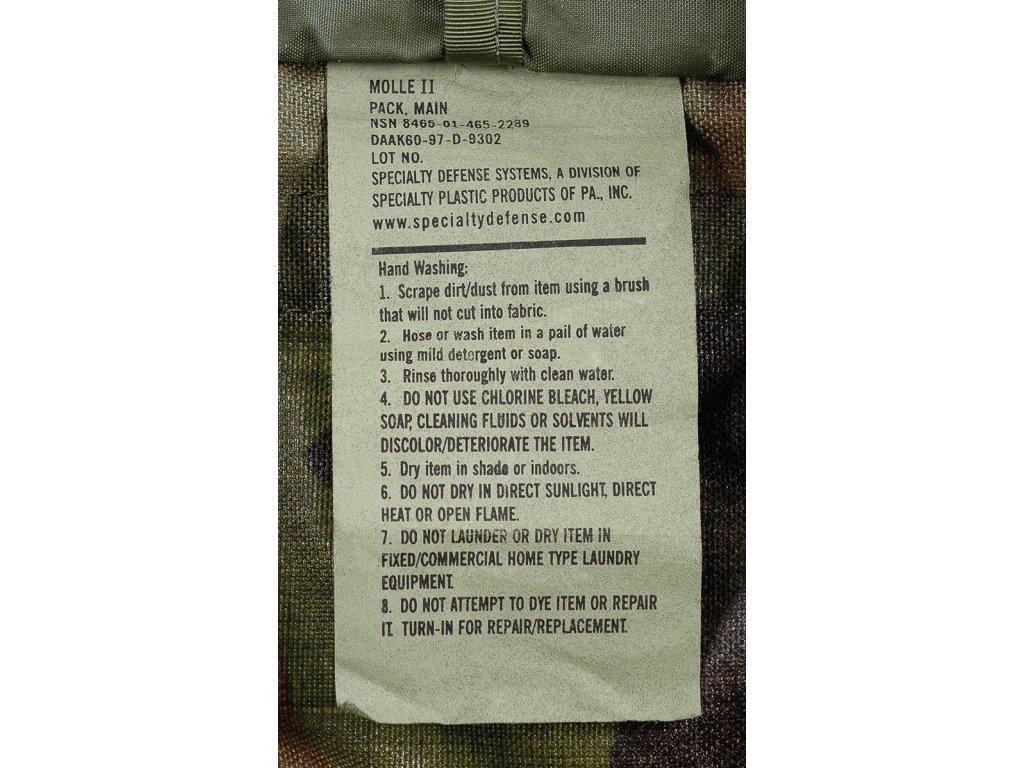 MOLLE II
PACK, MAIN
NSN 8465-01-465-2289
DAAK60-97-D-9302
LOT NO.
SPECIALTY DEFENSE SYSTEMS, A DIVISION OF
SPECIALTY PLASTIC PRODUCTS OF PA., INC.
www.specialtydefense.com
Hand Washing:
1. Scrape dirt/dust from item using a brush
that will not cut into fabric.
2. Hose or wash item in a pail of water
using mild detergent or soap.
3. Rinse thoroughly with clean water.
4. DO NOT USE CHLORINE BLEACH, YELLOW
SOAP, CLEANING FLUIDS OR SOLVENTS WILL
DISCOLOR/DETERIORATE THE ITEM.
5. Dry item in shade or indoors.
6. DO NOT DRY IN DIRECT SUNLIGHT, DIRECT
HEAT OR OPEN FLAME.
7. DO NOT LAUNDER OR DRY ITEM IN
FIXED/COMMERCIAL HOME TYPE LAUNDRY
EQUIPMENT.
8. DO NOT ATTEMPT TO DYE ITEM OR REPAIR
IT. TURN-IN FOR REPAIR/REPLACEMENT.